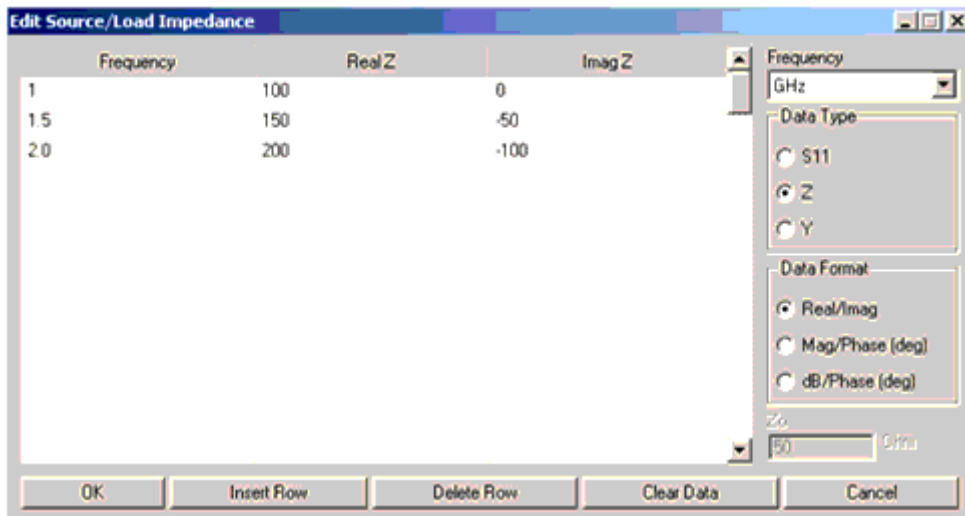 Edit Source/Load Impedance
Frequency Real Z Imag Z
1 100 0
1.5 150 -50
2.0 200 -100
Frequency
GHz
Data Type
S11
Z
Y
Data Format
Real/Imag
Mag/Phase (deg)
dB/Phase (deg)
Zo
50 Ohm
OK Insert Row Delete Row Clear Data Cancel